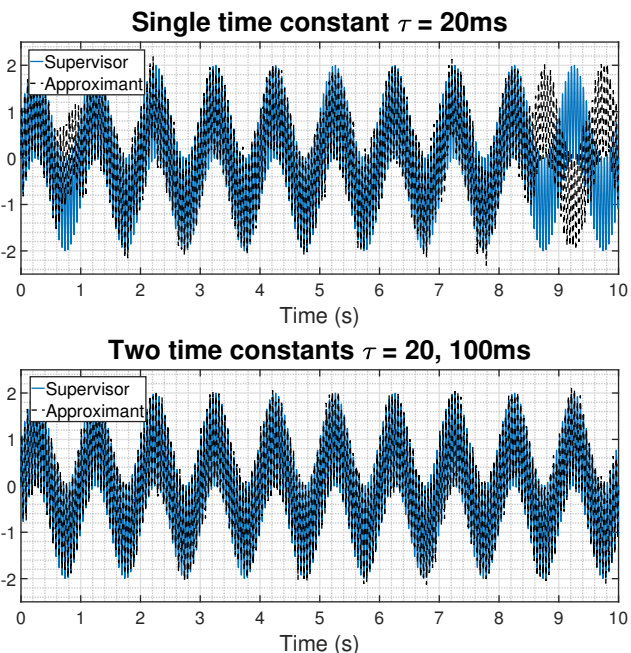 Single time constant τ = 20ms
Supervisor
Approximant
2
1
0
-1
-2
0 1 2 3 4 5 6 7 8 9 10
Time (s)
Two time constants τ = 20, 100ms
Supervisor
Approximant
2
1
0
-1
-2
0 1 2 3 4 5 6 7 8 9 10
Time (s)